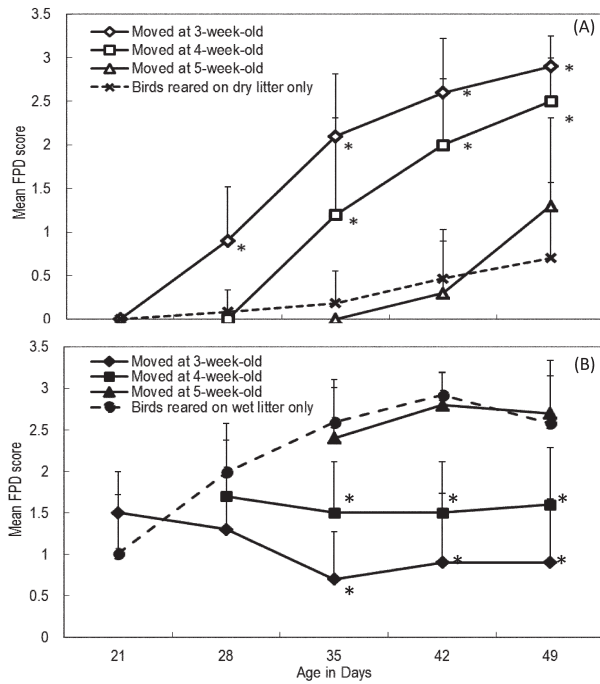 (A)
Moved at 3-week-old
Moved at 4-week-old
Moved at 5-week-old
Birds reared on dry litter only
Mean FPD score
3.5
3
2.5
2
1.5
1
0.5
0
*
*
*
*
*
*
*
(B)
Moved at 3-week-old
Moved at 4-week-old
Moved at 5-week-old
Birds reared on wet litter only
Mean FPD score
3.5
3
2.5
2
1.5
1
0.5
0
*
*
*
*
*
*
21 28 35 42 49
Age in Days